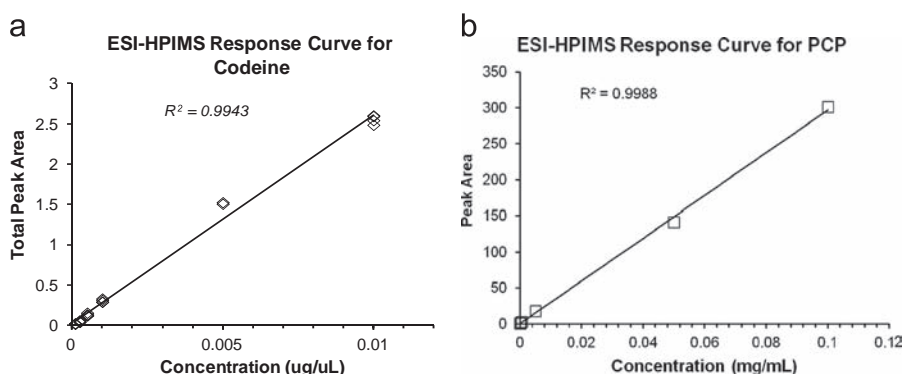 a
ESI-HPIMS Response Curve for
Codeine
3
2.5
2
1.5
1
0.5
0
R² = 0.9943
Total Peak Area
0
0.005
0.01
Concentration (ug/uL)
b
ESI-HPIMS Response Curve for PCP
350
300
250
200
150
100
50
0
R² = 0.9988
Peak Area
0
0.02
0.04
0.06
0.08
0.1
0.12
Concentration (mg/mL)